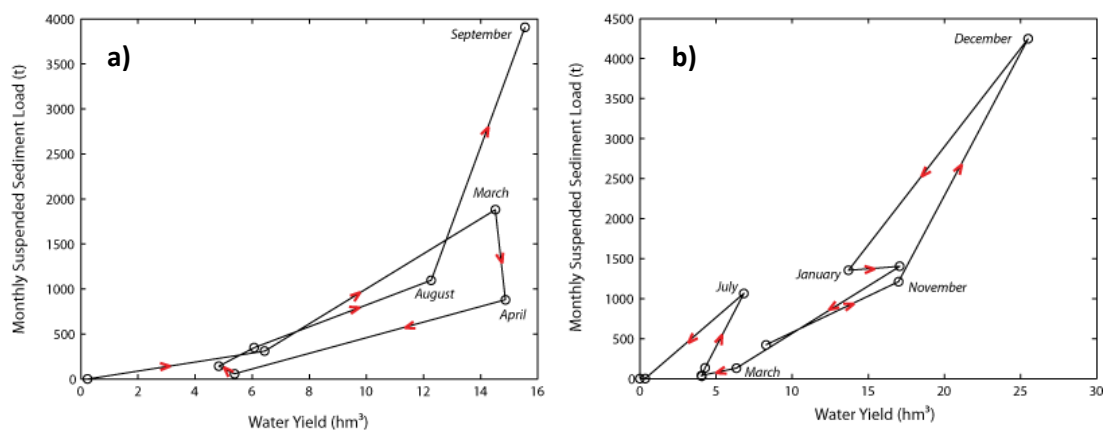 a)
4000
3500
3000
2500
2000
1500
1000
500
0
Monthly Suspended Sediment Load (t)
September
March
August
April
0 2 4 6 8 10 12 14 16
Water Yield (hm³)
b)
4500
4000
3500
3000
2500
2000
1500
1000
500
0
Monthly Suspended Sediment Load (t)
December
January
November
July
March
0 5 10 15 20 25 30
Water Yield (hm³)